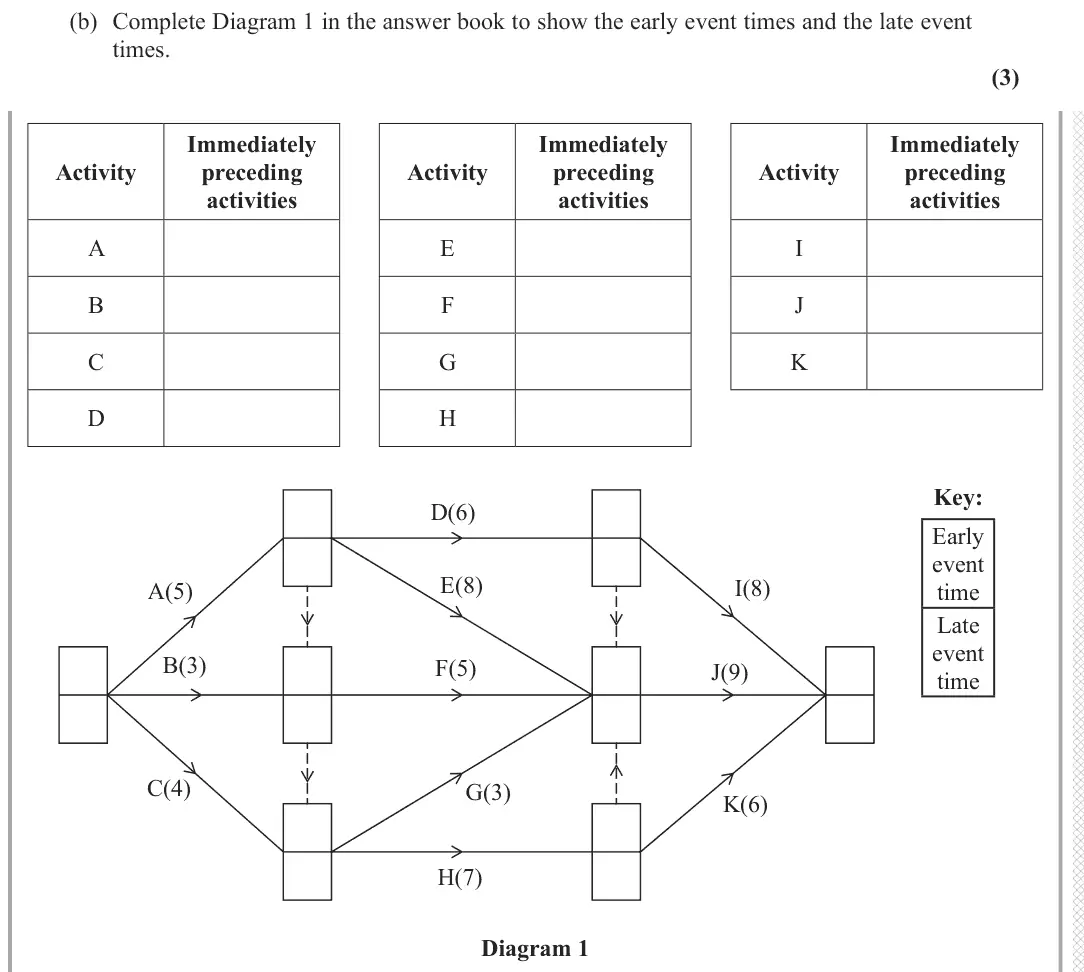 (b) Complete Diagram 1 in the answer book to show the early event times and the late event
times.
(3)
Activity Immediately preceding activities
A
B
C
D
Activity Immediately preceding activities
E
F
G
H
Activity Immediately preceding activities
I
J
K
D(6)
Key:
Early
event
time
Late
event
time
A(5)
E(8)
I(8)
B(3)
F(5)
J(9)
C(4)
G(3)
K(6)
H(7)
Diagram 1